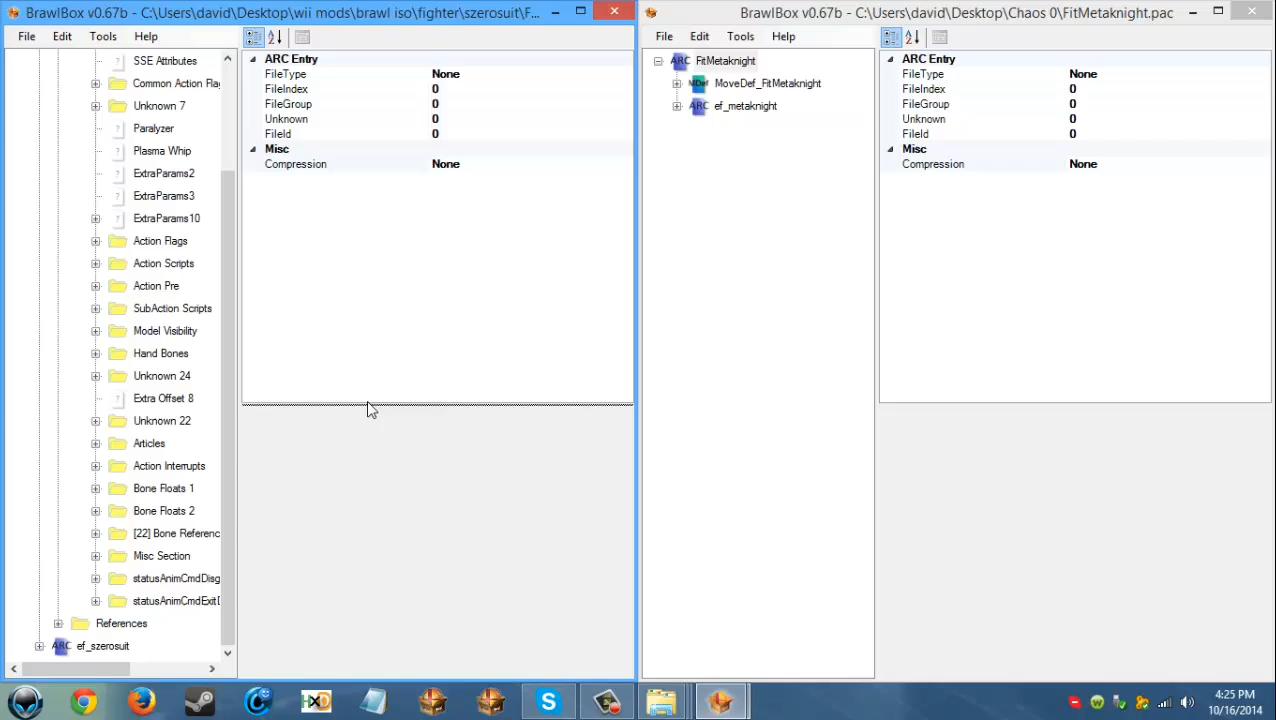 BrawlBox v0.67b - C:\Users\david\Desktop\wii mods\brawl iso\fighter\szerosuit\F...
File Edit Tools Help
SSE Attributes
Common Action Flag
Unknown 7
Paralyzer
Plasma Whip
ExtraParams2
ExtraParams3
ExtraParams10
Action Flags
Action Scripts
Action Pre
SubAction Scripts
Model Visibility
Hand Bones
Unknown 24
Extra Offset 8
Unknown 22
Articles
Action Interrupts
Bone Floats 1
Bone Floats 2
[22] Bone Referenc
Misc Section
statusAnimCmdDisg
statusAnimCmdExitD
References
ARC ef_szerosuit
ARC Entry
FileType None
FileIndex 0
FileGroup 0
Unknown 0
FileId 0
Misc
Compression None
BrawlBox v0.67b - C:\Users\david\Desktop\Chaos 0\FitMetaknight.pac
File Edit Tools Help
ARC FitMetaknight
MDef MoveDef_FitMetaknight
ARC ef_metaknight
ARC Entry
FileType None
FileIndex 0
FileGroup 0
Unknown 0
FileId 0
Misc
Compression None
4:25 PM
10/16/2014